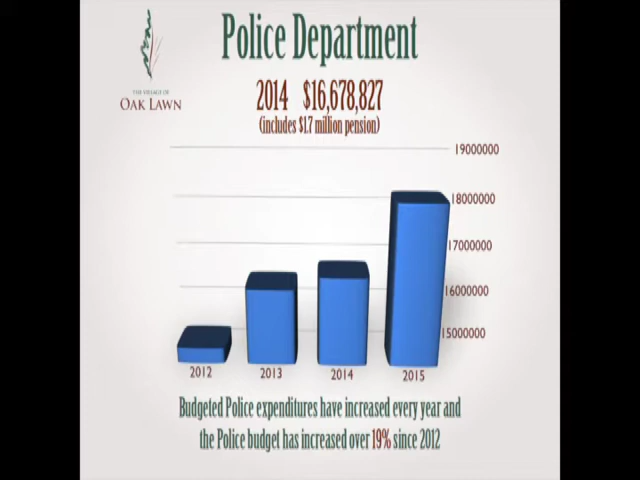 Police Department
THE VILLAGE OF
OAK LAWN
2014 $16,678,827
(includes $1.7 million pension)
19000000
18000000
17000000
16000000
15000000
2012 2013 2014 2015
Budgeted Police expenditures have increased every year and
the Police budget has increased over 19% since 2012